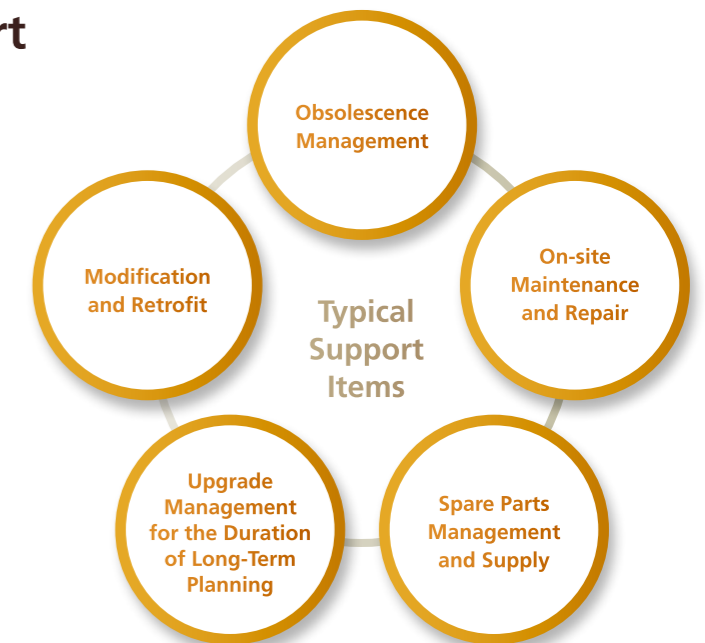 rt
Obsolescence
Management
On-site
Maintenance
and Repair
Modification
and Retrofit
Typical
Support
Items
Spare Parts
Management
and Supply
Upgrade
Management
for the Duration
of Long-Term
Planning